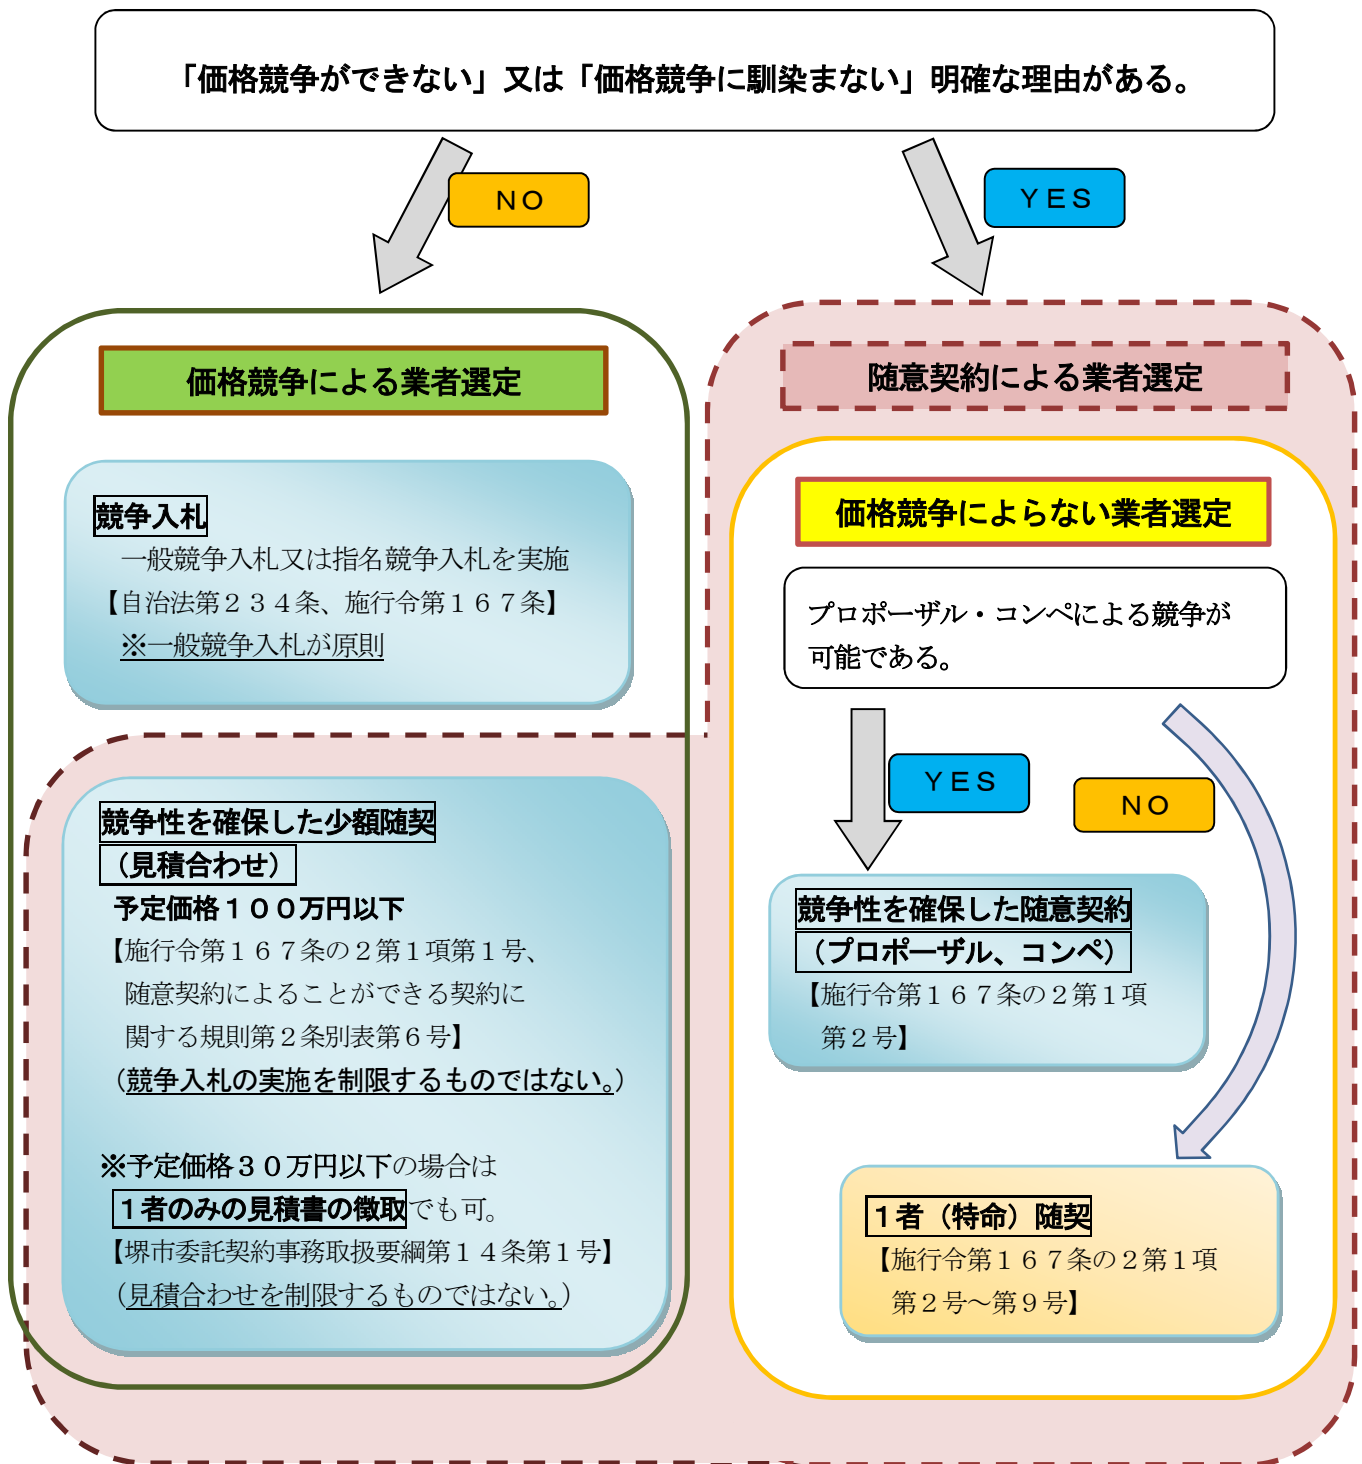 「価格競争ができない」又は「価格競争に馴染まない」明確な理由がある。
ＮＯ
ＹＥＳ
価格競争による業者選定
競争入札
一般競争入札又は指名競争入札を実施
【自治法第２３４条、施行令第１６７条】
※一般競争入札が原則
競争性を確保した少額随契
（見積合わせ）
予定価格１００万円以下
【施行令第１６７条の２第１項第１号、
随意契約によることができる契約に
関する規則第２条別表第６号】
（競争入札の実施を制限するものではない。）
※予定価格３０万円以下の場合は
１者のみの見積書の徴取でも可。
【堺市委託契約事務取扱要綱第１４条第１号】
（見積合わせを制限するものではない。）
随意契約による業者選定
価格競争によらない業者選定
プロポーザル・コンペによる競争が
可能である。
ＹＥＳ
ＮＯ
競争性を確保した随意契約
（プロポーザル、コンペ）
【施行令第１６７条の２第１項
第２号】
１者（特命）随契
【施行令第１６７条の２第１項
第２号～第９号】